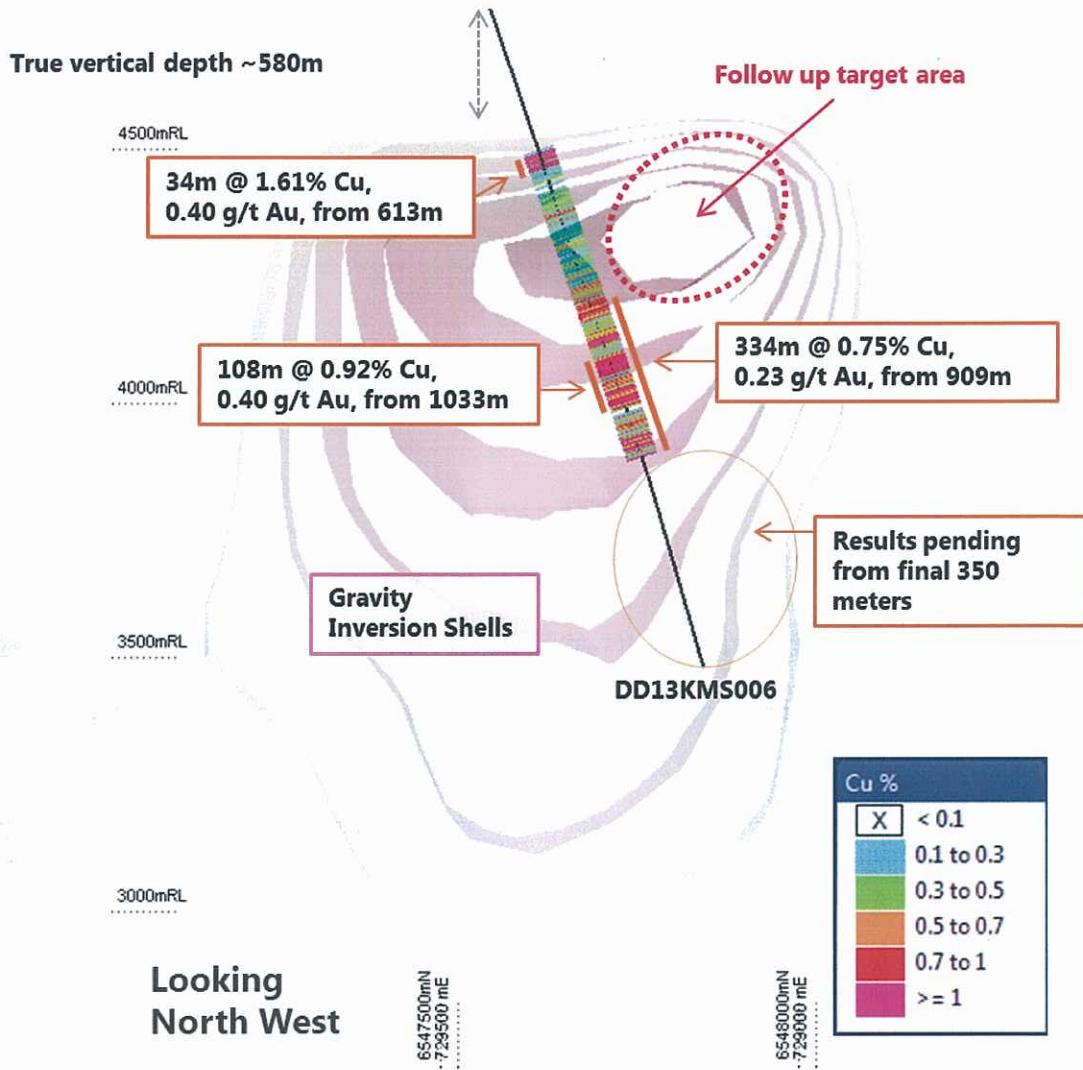 True vertical depth ~580m
Follow up target area
4500mRL
34m @ 1.61% Cu,
0.40 g/t Au, from 613m
334m @ 0.75% Cu,
0.23 g/t Au, from 909m
108m @ 0.92% Cu,
0.40 g/t Au, from 1033m
4000mRL
Results pending
from final 350
meters
Gravity
Inversion Shells
3500mRL
DD13KMS006
Cu %
X < 0.1
0.1 to 0.3
0.3 to 0.5
0.5 to 0.7
0.7 to 1
>= 1
3000mRL
Looking
North West
6547500mN
729500 mE
6548000mN
729000 mE